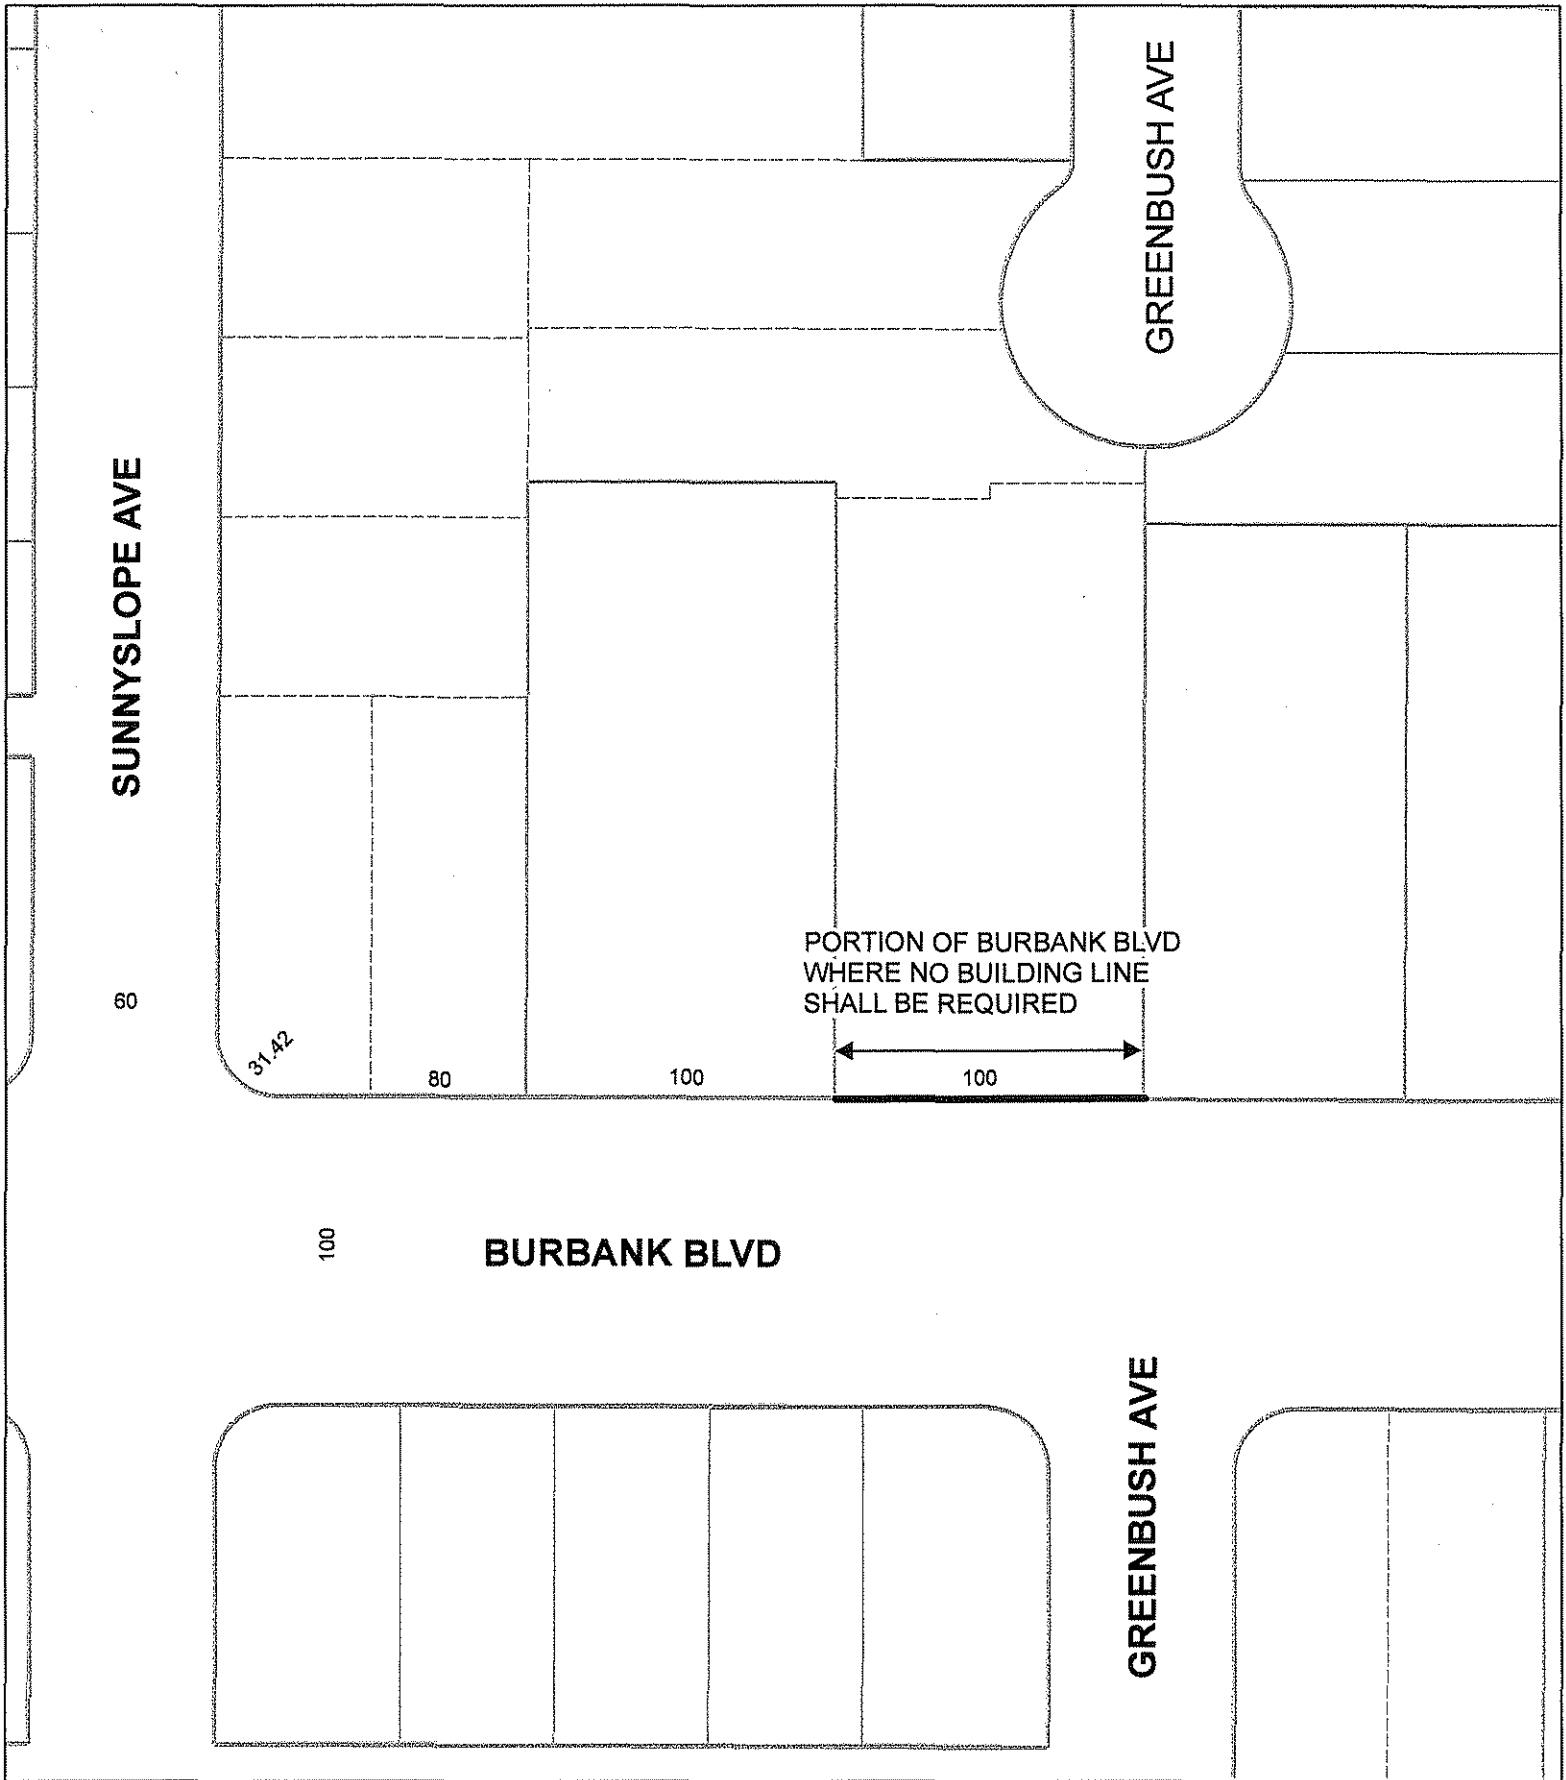 GREENBUSH AVE
SUNNYSLOPE AVE
PORTION OF BURBANK BLVD
WHERE NO BUILDING LINE
SHALL BE REQUIRED
60
31.42
80
100
100
100
BURBANK BLVD
GREENBUSH AVE